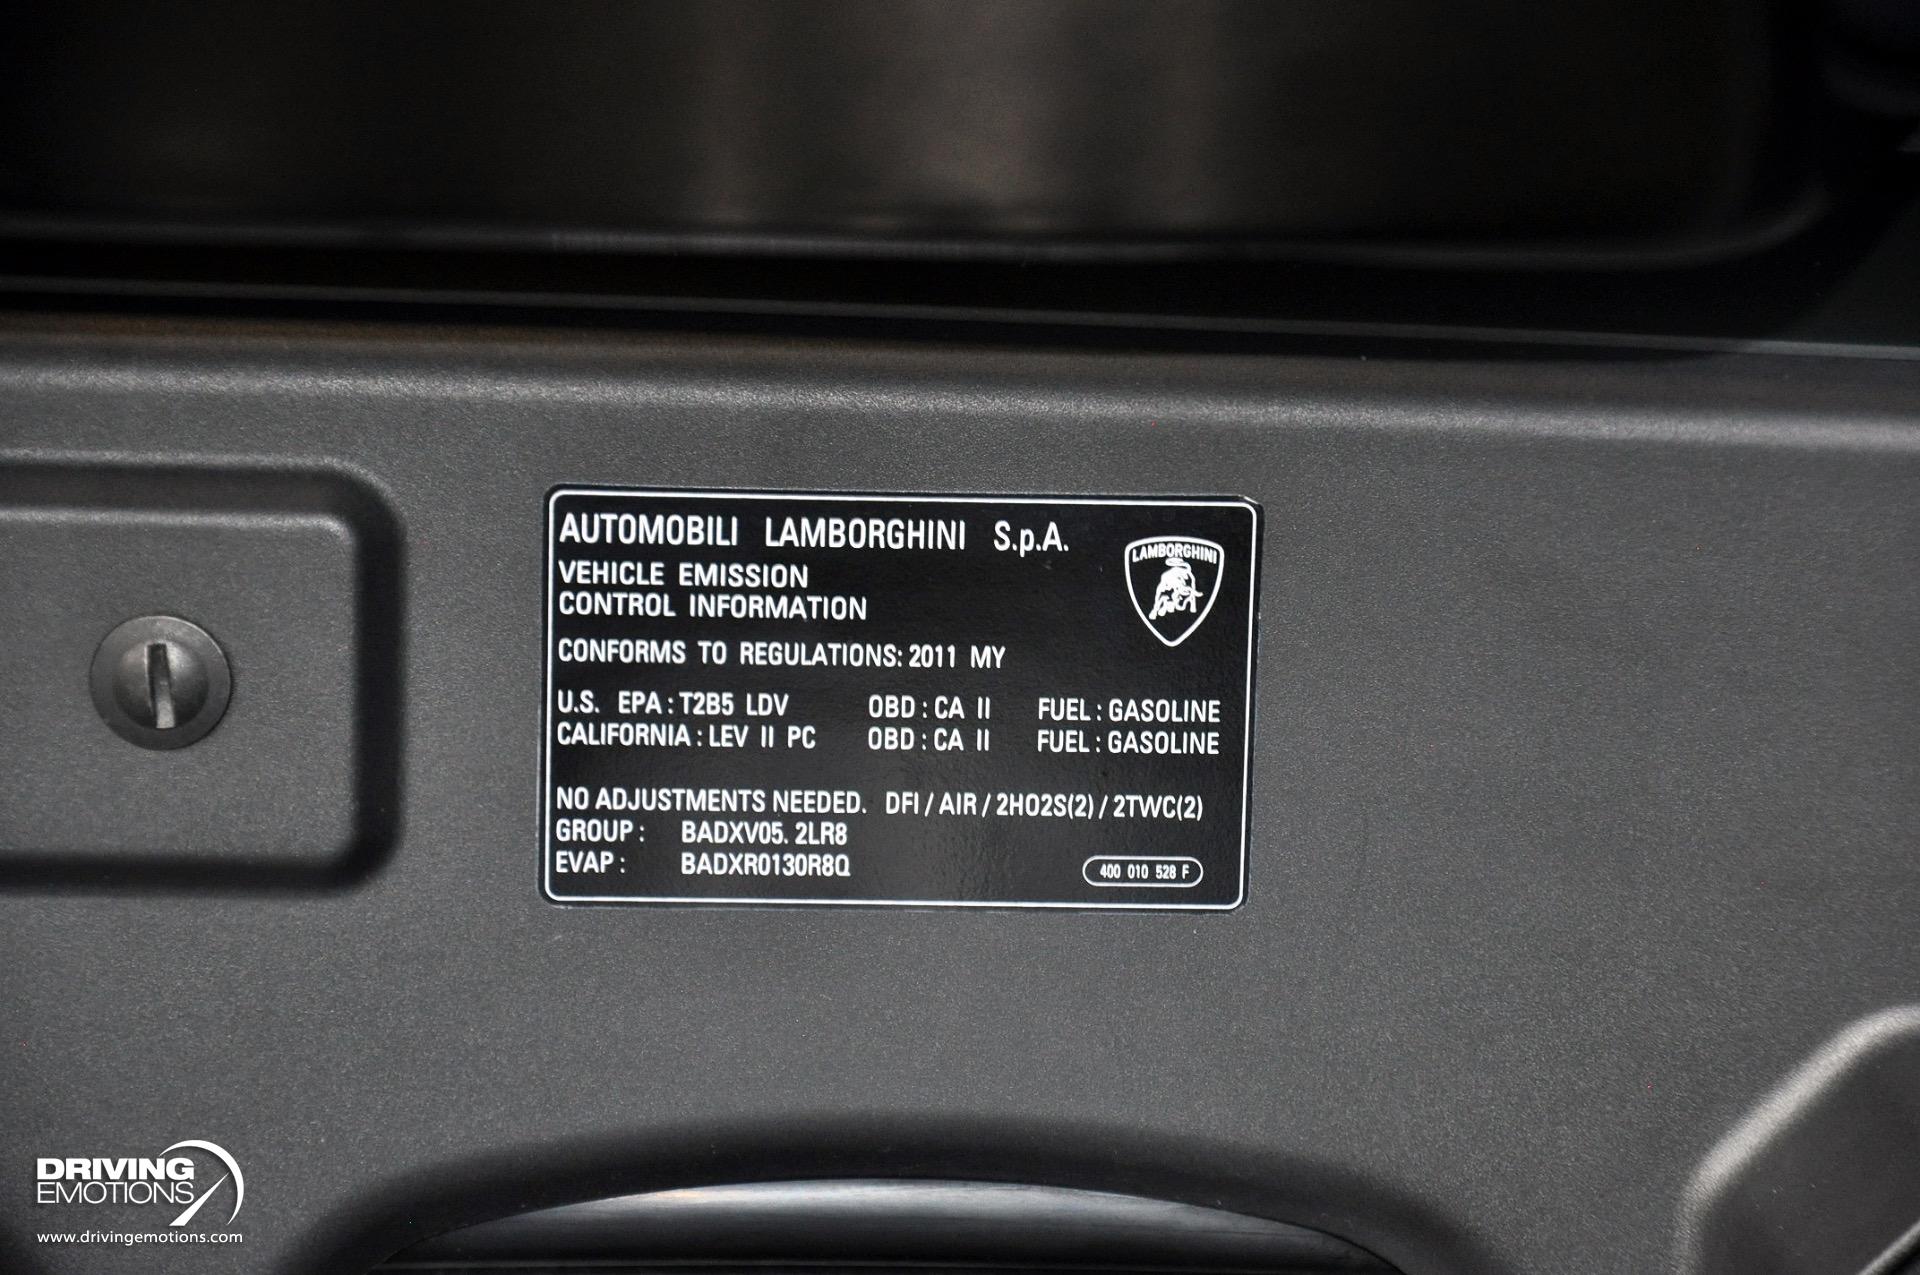 AUTOMOBILI LAMBORGHINI S.p.A.
LAMBORGHINI
VEHICLE EMISSION
CONTROL INFORMATION
CONFORMS TO REGULATIONS: 2011 MY
U.S. EPA : T2B5 LDV OBD : CA II FUEL : GASOLINE
CALIFORNIA : LEV II PC OBD : CA II FUEL : GASOLINE
NO ADJUSTMENTS NEEDED. DFI / AIR / 2HO2S(2) / 2TWC(2)
GROUP : BADXV05. 2LR8
EVAP : BADXR0130R8Q
400 010 528 F
DRIVING
EMOTIONS
www.drivingemotions.com